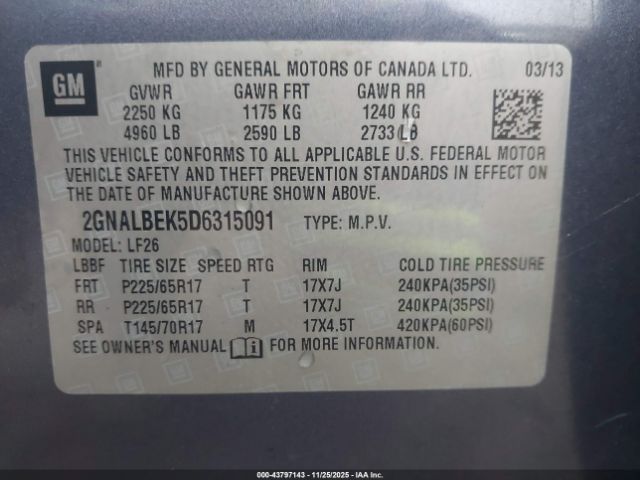 GM
MFD BY GENERAL MOTORS OF CANADA LTD. 03/13
GVWR GAWR FRT GAWR RR
2250 KG 1175 KG 1240 KG
4960 LB 2590 LB 2733 LB
THIS VEHICLE CONFORMS TO ALL APPLICABLE U.S. FEDERAL MOTOR
VEHICLE SAFETY AND THEFT PREVENTION STANDARDS IN EFFECT ON
THE DATE OF MANUFACTURE SHOWN ABOVE.
2GNALBEK5D6315091 TYPE: M.P.V.
MODEL: LF26
LBBF TIRE SIZE SPEED RTG RIM COLD TIRE PRESSURE
FRT P225/65R17 T 17X7J 240KPA(35PSI)
RR P225/65R17 T 17X7J 240KPA(35PSI)
SPA T145/70R17 M 17X4.5T 420KPA(60PSI)
SEE OWNER'S MANUAL FOR MORE INFORMATION.
000-43797143 - 11/25/2025 - IAAI.CA